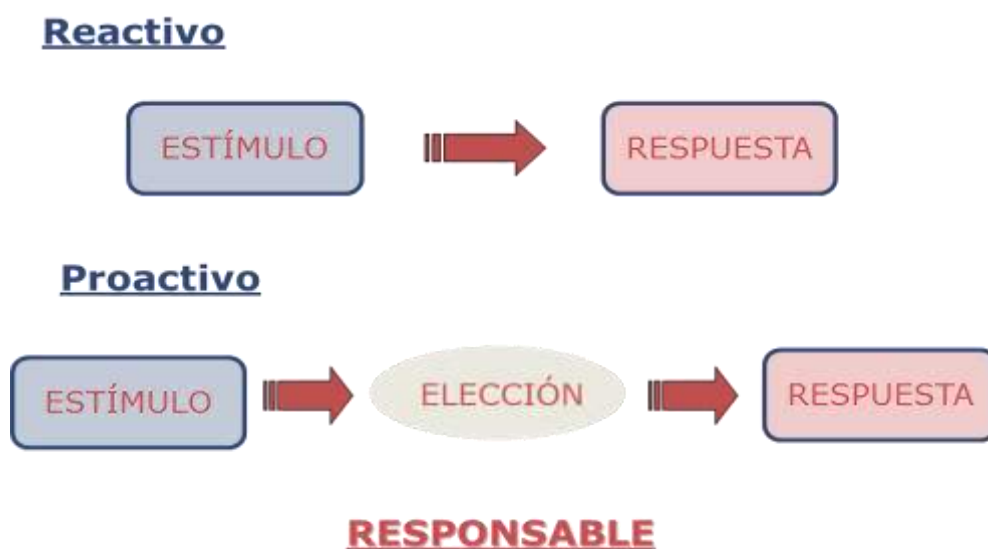 Reactivo
ESTÍMULO RESPUESTA
Proactivo
ESTÍMULO ELECCIÓN RESPUESTA
RESPONSABLE